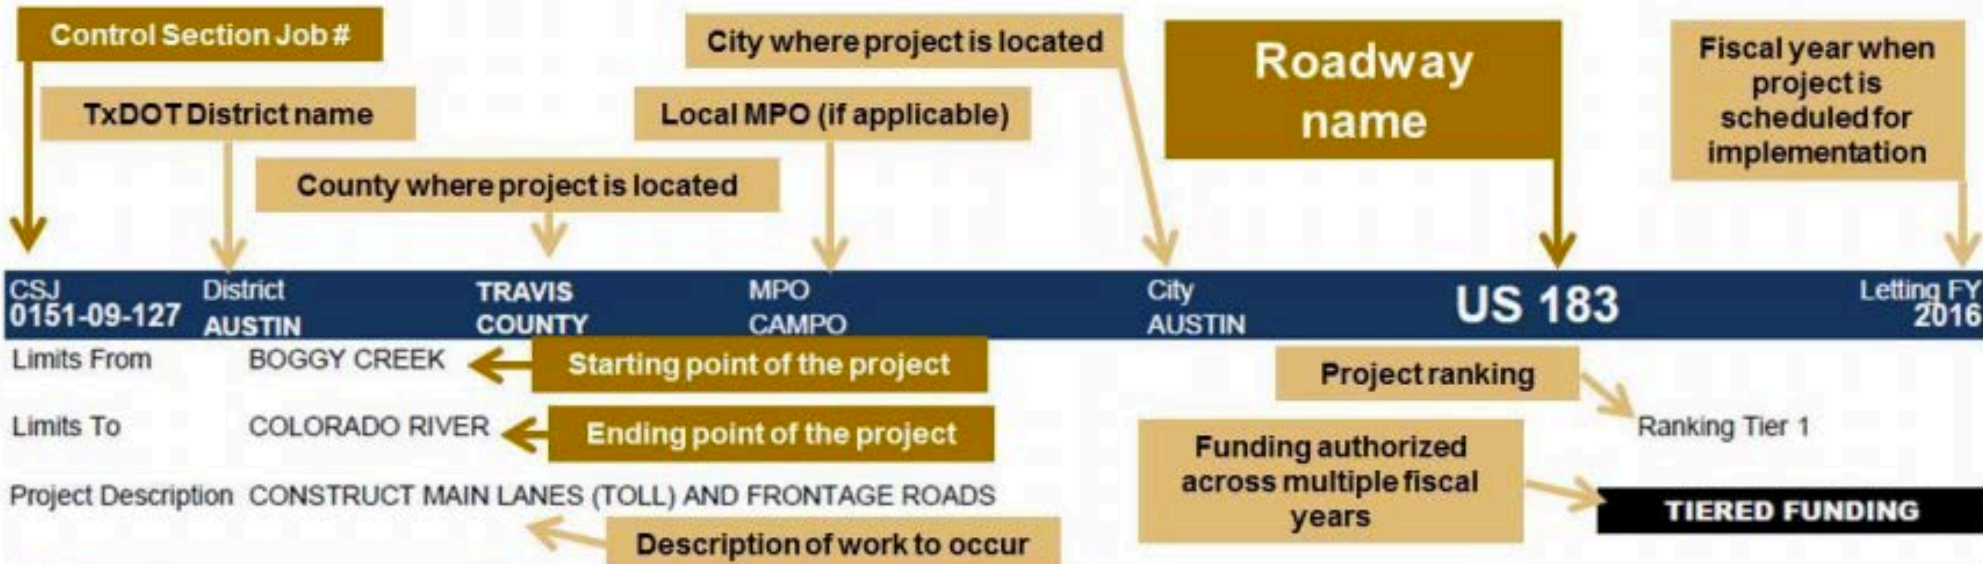 Control Section Job #
City where project is located
Roadway
name
Fiscal year when
project is
scheduled for
implementation
TxDOT District name
Local MPO (if applicable)
County where project is located
CSJ
0151-09-127
District
AUSTIN
TRAVIS
COUNTY
MPO
CAMPO
City
AUSTIN
US 183
Letting FY
2016
Limits From BOGGY CREEK
Starting point of the project
Project ranking
Limits To COLORADO RIVER
Ending point of the project
Ranking Tier 1
Funding authorized
across multiple fiscal
years
Project Description CONSTRUCT MAIN LANES (TOLL) AND FRONTAGE ROADS
TIERED FUNDING
Description of work to occur